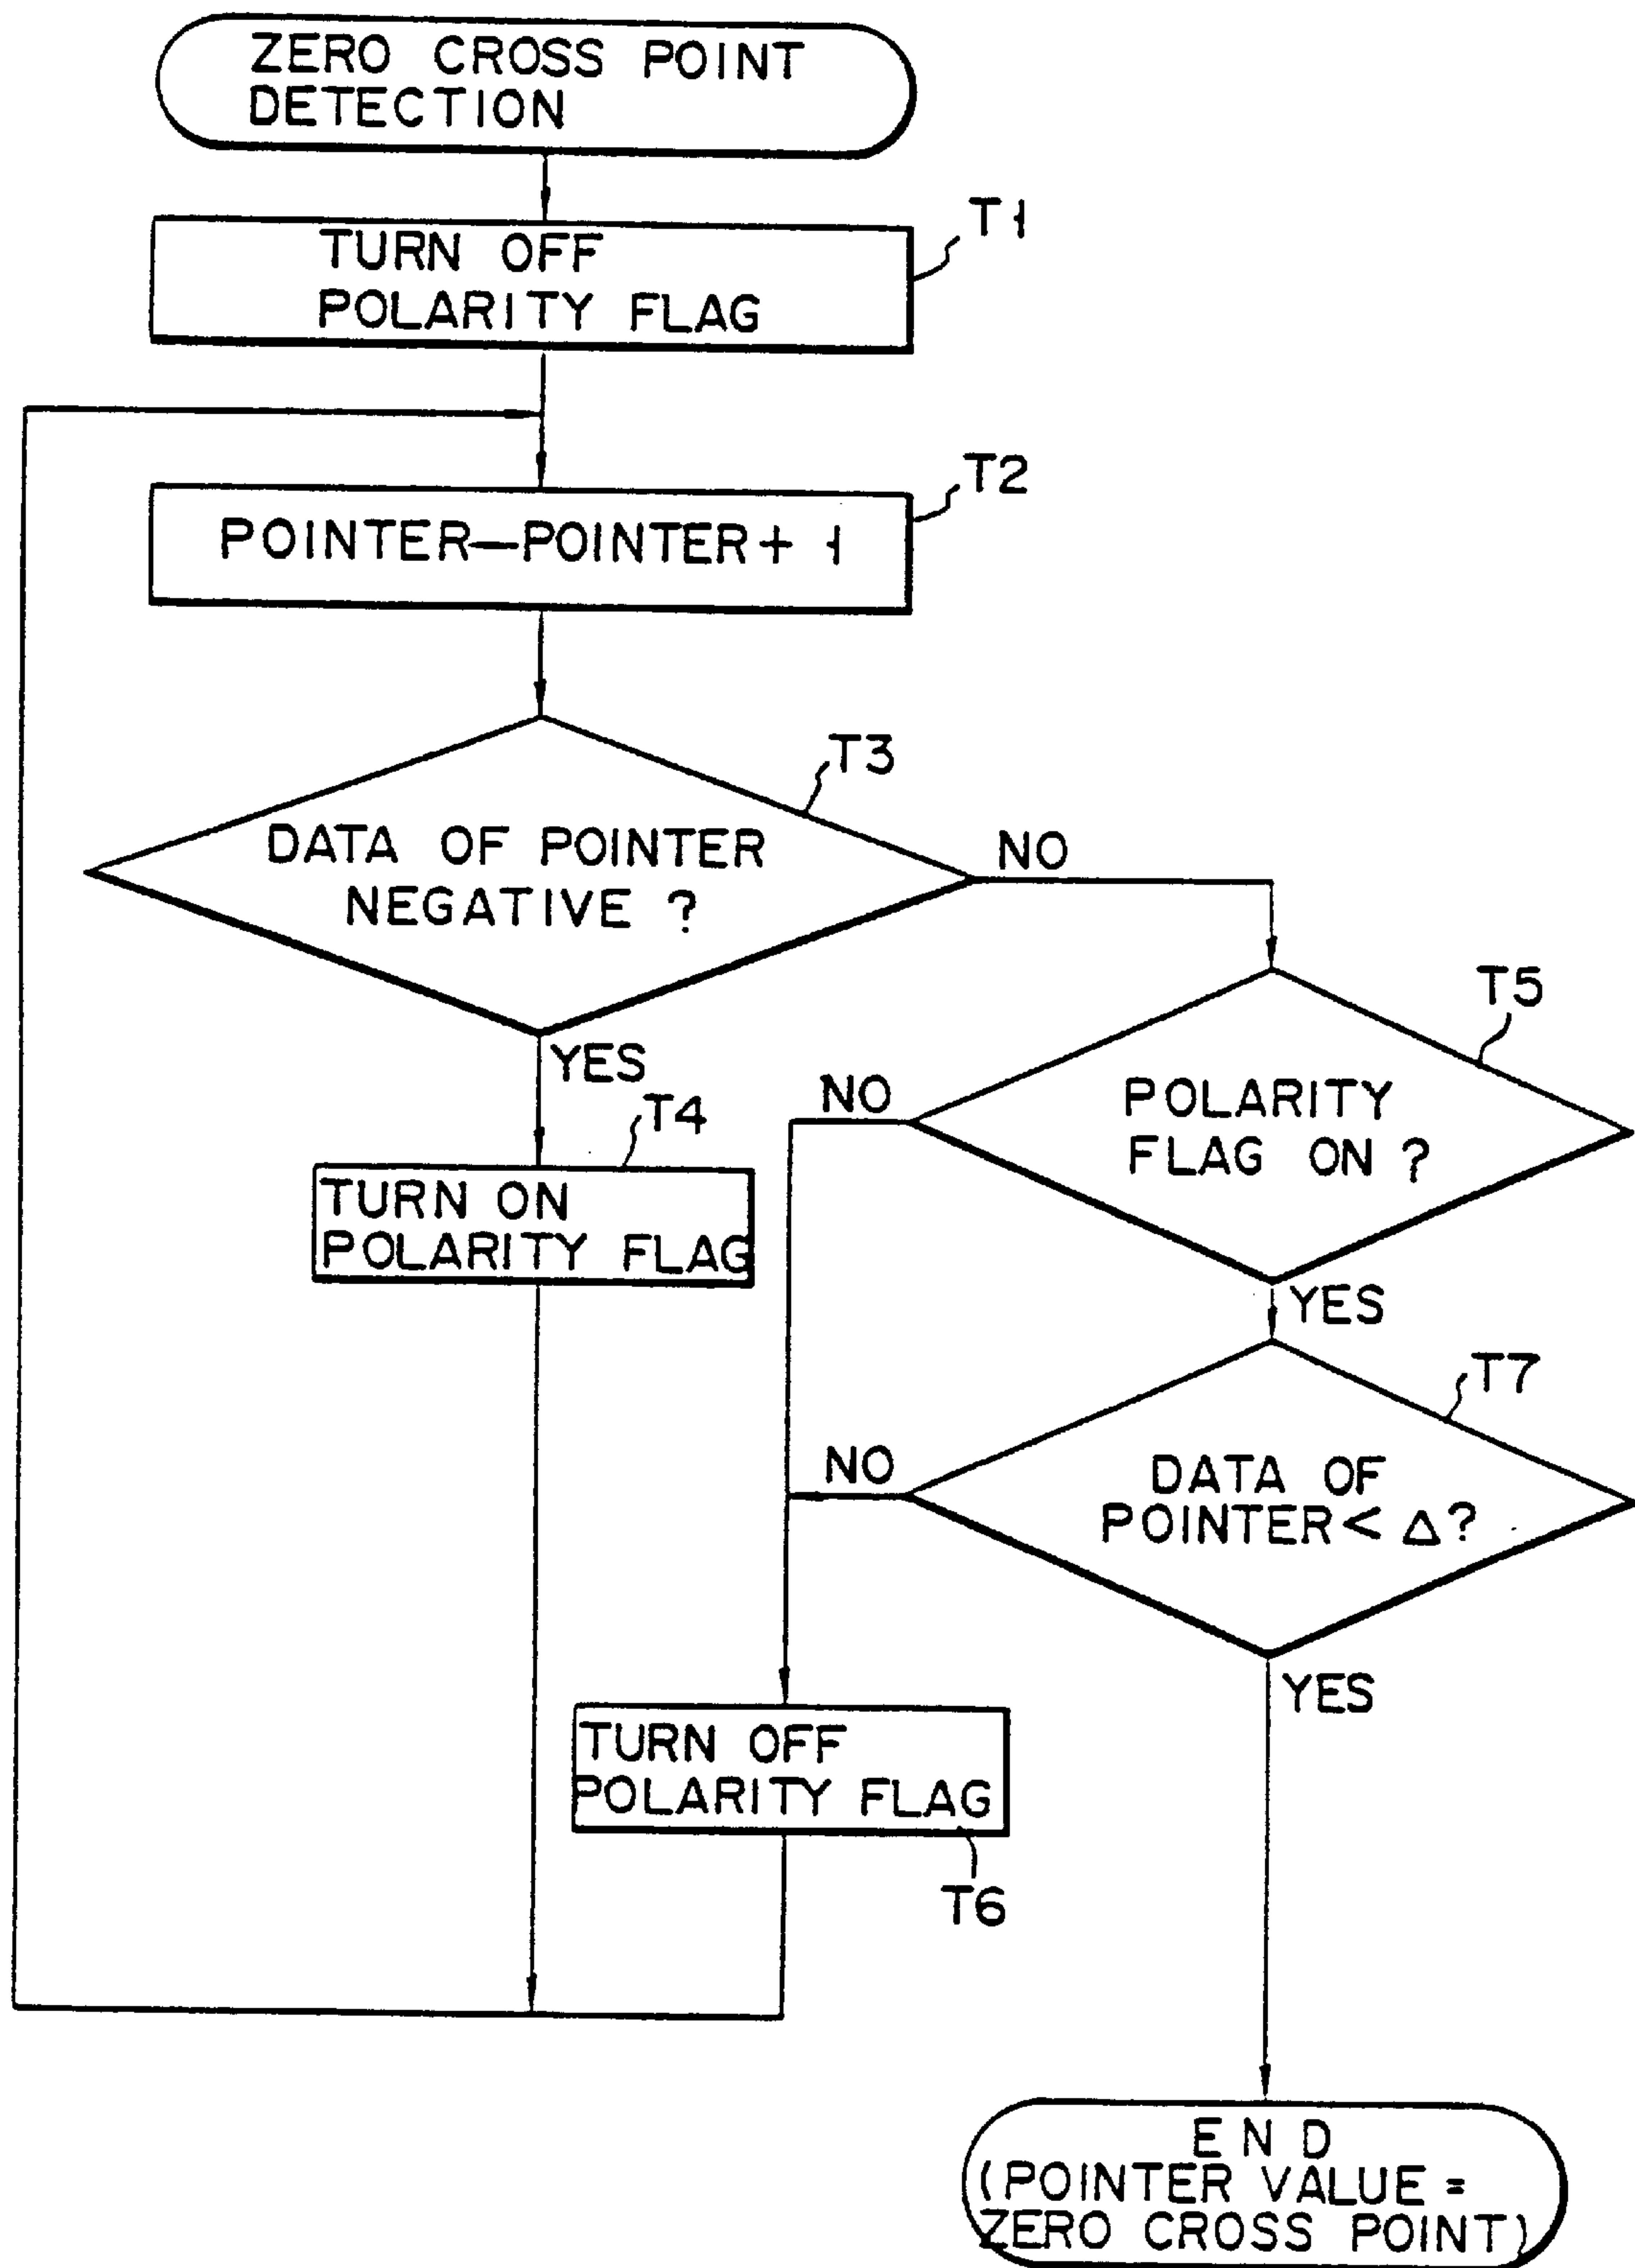 ZERO CROSS POINT
DETECTION
T1
TURN OFF
POLARITY FLAG
T2
POINTER—POINTER+ 1
T3
DATA OF POINTER
NEGATIVE ?
NO
YES
T5
POLARITY
FLAG ON ?
NO
YES
T4
TURN ON
POLARITY FLAG
T7
DATA OF
POINTER< Δ?
NO
YES
TURN OFF
POLARITY FLAG
T6
END
(POINTER VALUE =
ZERO CROSS POINT)